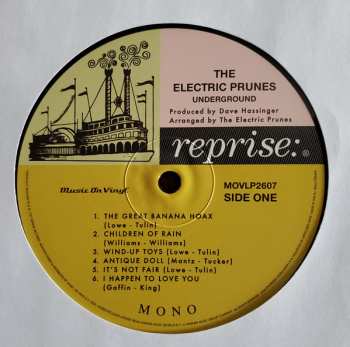 THE
ELECTRIC PRUNES
UNDERGROUND
Produced by Dave Hassinger
Arranged by The Electric Prunes
reprise:®
Music On Vinyl
MOVLP2607
SIDE ONE
1. THE GREAT BANANA HOAX
(Lowe - Tulin)
2. CHILDREN OF RAIN
(Williams - Williams)
3. WIND-UP TOYS (Lowe - Tulin)
4. ANTIQUE DOLL (Mantz - Tucker)
5. IT'S NOT FAIR (Lowe - Tulin)
6. I HAPPEN TO LOVE YOU
(Goffin - King)
MONO